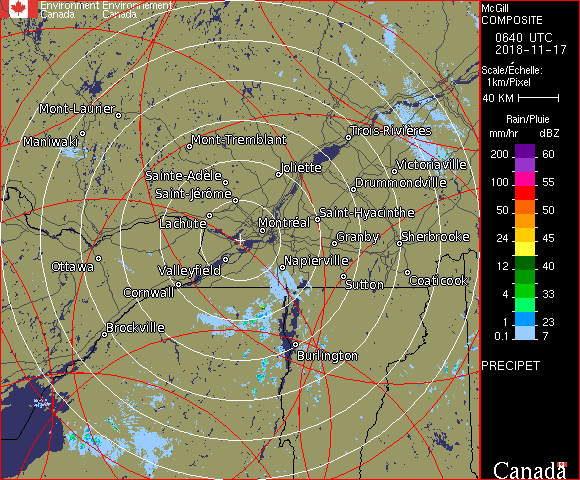 Environment Environnement
Canada Canada
McGill
COMPOSITE
0640 UTC
2018-11-17
Scale/Échelle:
1km/Pixel
40 KM
Rain/Pluie
mm/hr dBZ
200 60
100 55
50 50
24 45
12 40
4 33
1 23
0.1 7
PRECIPET
Canada
Mont-Laurier
Maniwaki
Mont-Tremblant
Trois-Rivières
Sainte-Adèle
Joliette
Victoriaville
Saint-Jérôme
Drummondville
Lachute
Montréal
Saint-Hyacinthe
Granby
Sherbrooke
Ottawa
Valleyfield
Napierville
Cornwall
Sutton
Coaticook
Brockville
Burlington